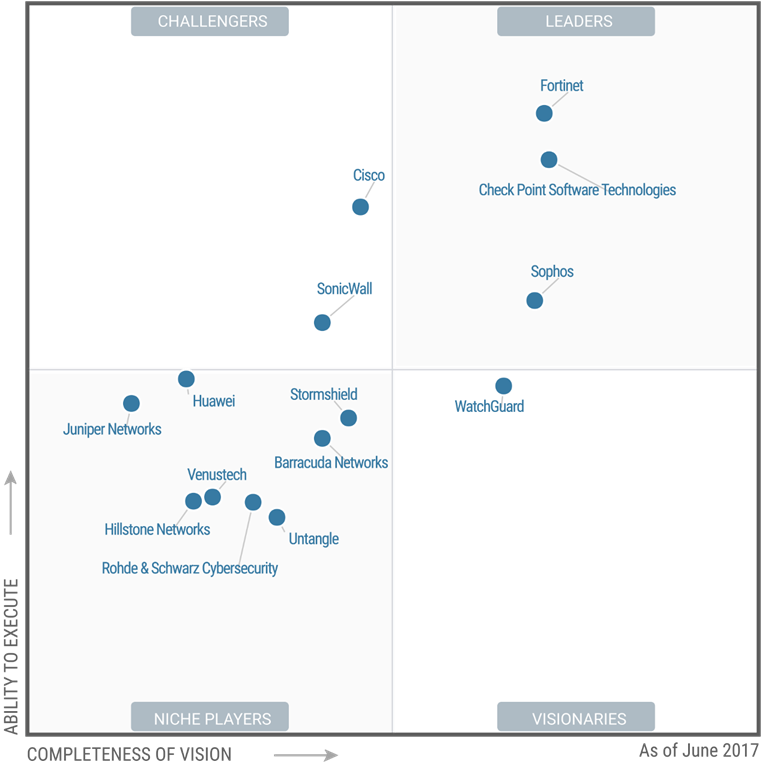 CHALLENGERS
LEADERS
Fortinet
Cisco
Check Point Software Technologies
Sophos
SonicWall
Huawei
Stormshield
WatchGuard
Juniper Networks
Barracuda Networks
Venustech
Hillstone Networks
Untangle
Rohde & Schwarz Cybersecurity
ABILITY TO EXECUTE
NICHE PLAYERS
VISIONARIES
COMPLETENESS OF VISION
As of June 2017